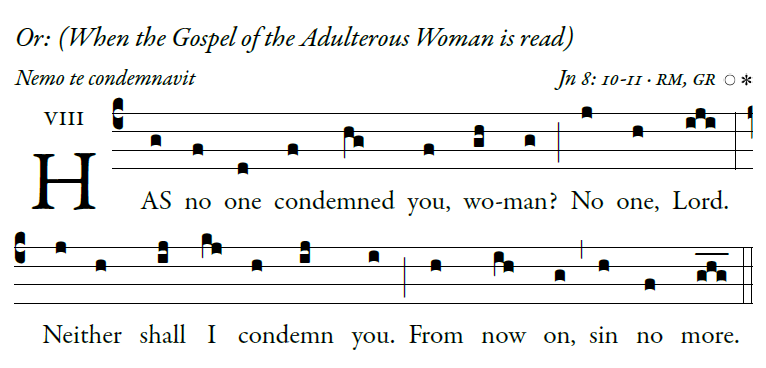 Or: (When the Gospel of the Adulterous Woman is read)
Nemo te condemnavit Jn 8: 10-11 · RM, GR ○ *
VIII
HAS no one condemned you, wo-man? No one, Lord.
Neither shall I condemn you. From now on, sin no more.